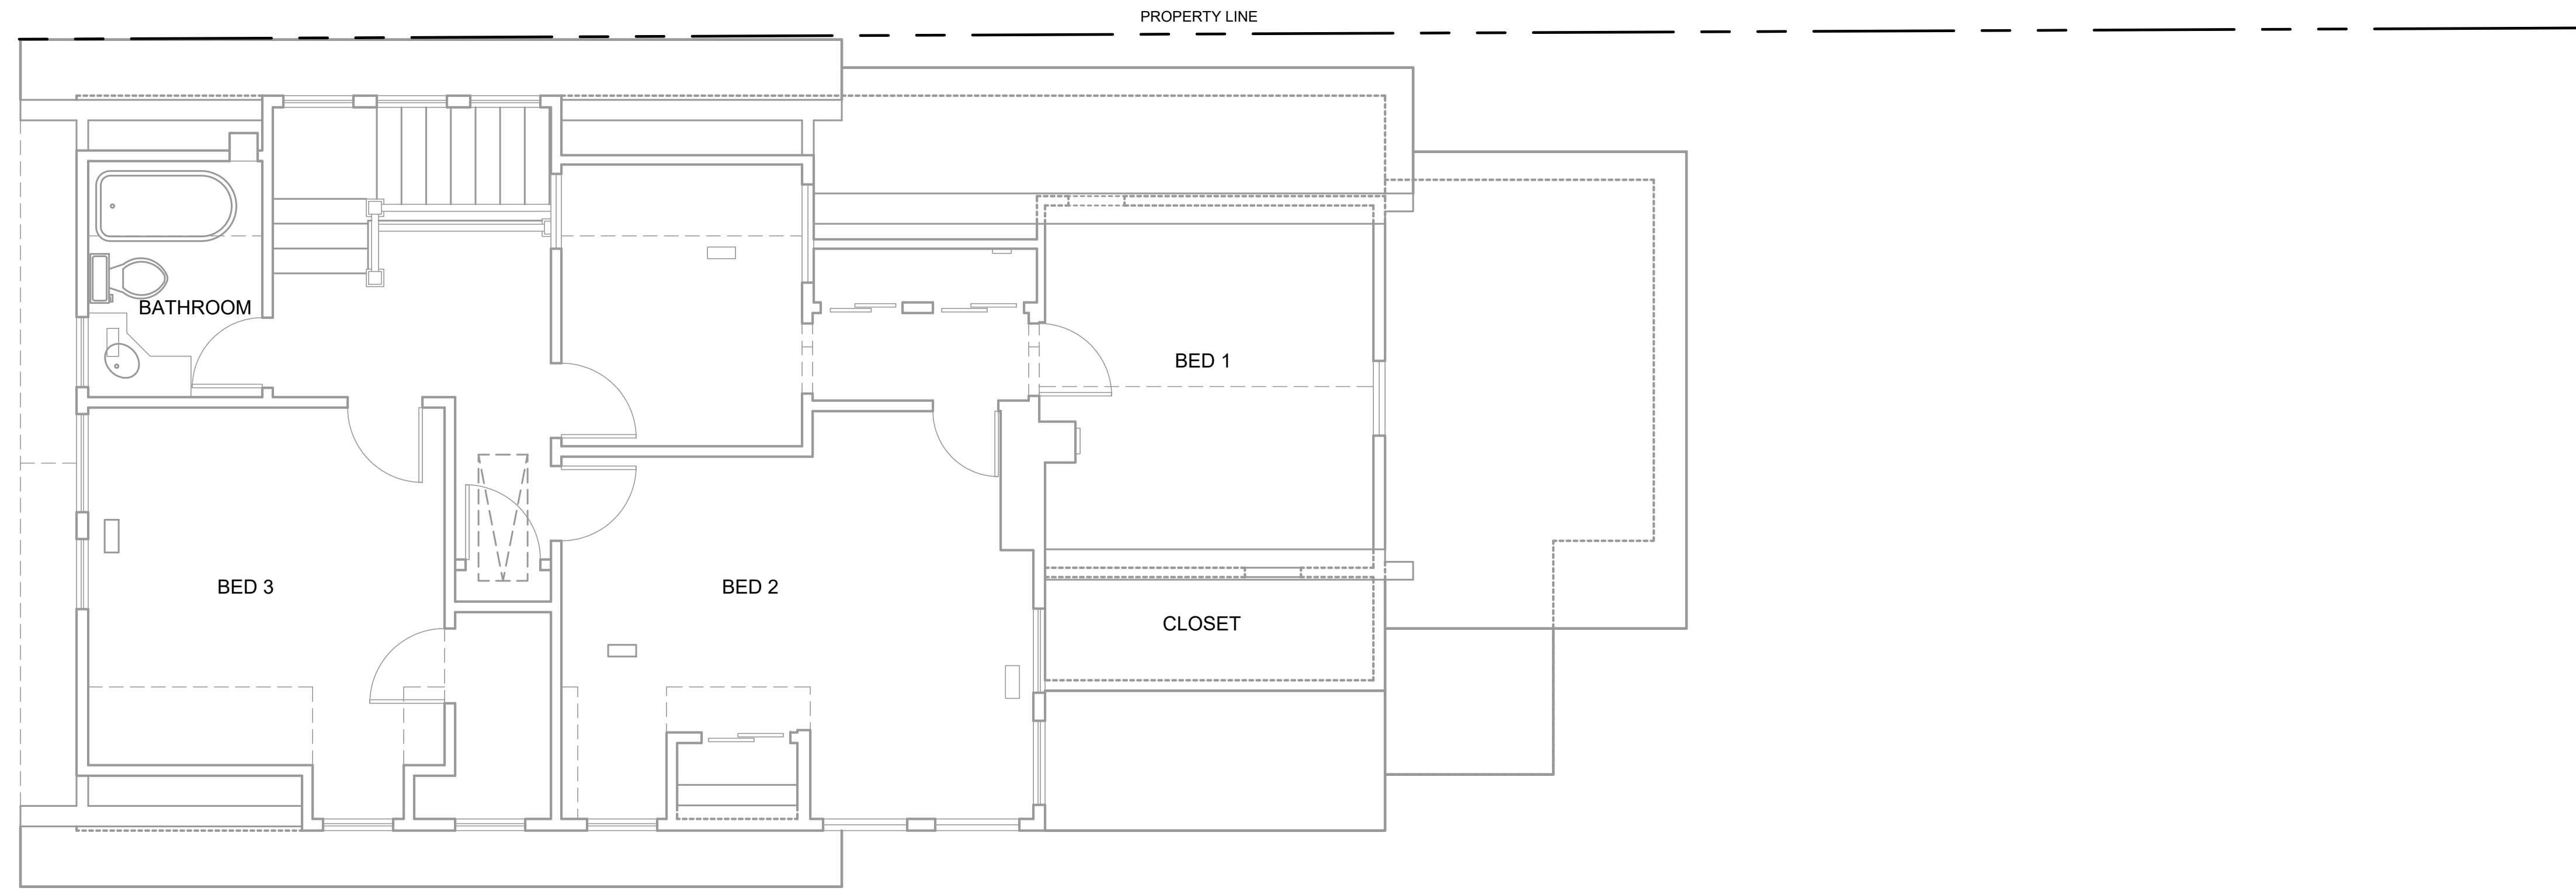 PROPERTY LINE
BATHROOM
BED 1
BED 3
BED 2
CLOSET